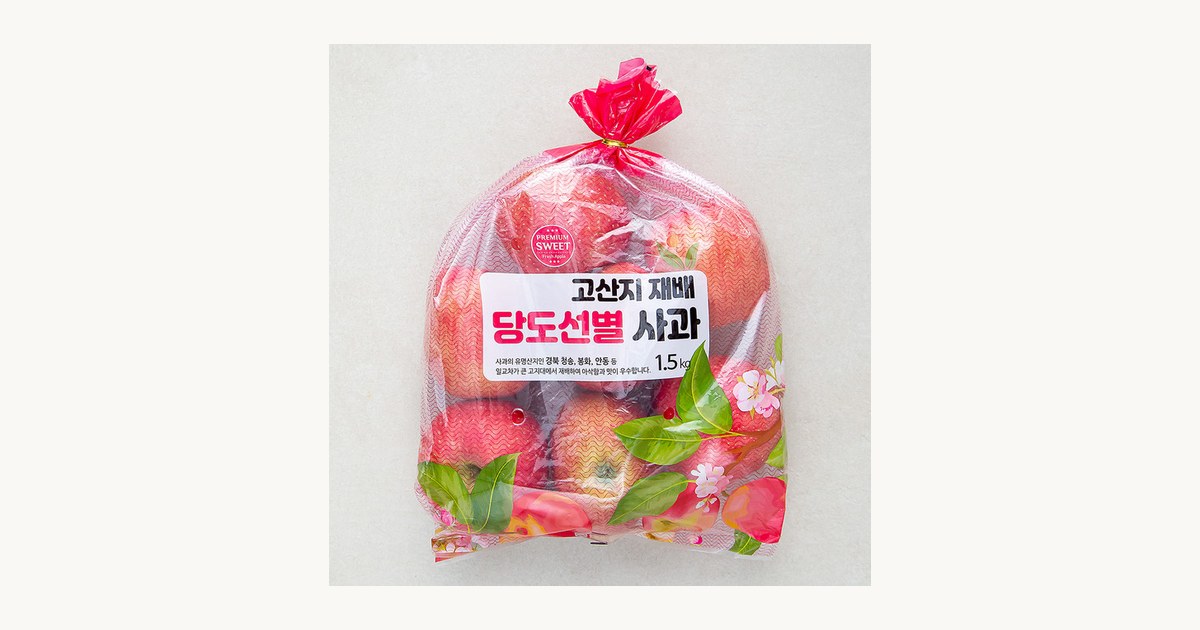 PREMIUM
SWEET
Fresh Apple
고산지 재배
당도선별 사과
사과의 유명산지인 경북 청송, 봉화, 안동 등
일교차가 큰 고지대에서 재배하여 아삭함과 맛이 우수합니다.
1.5kg